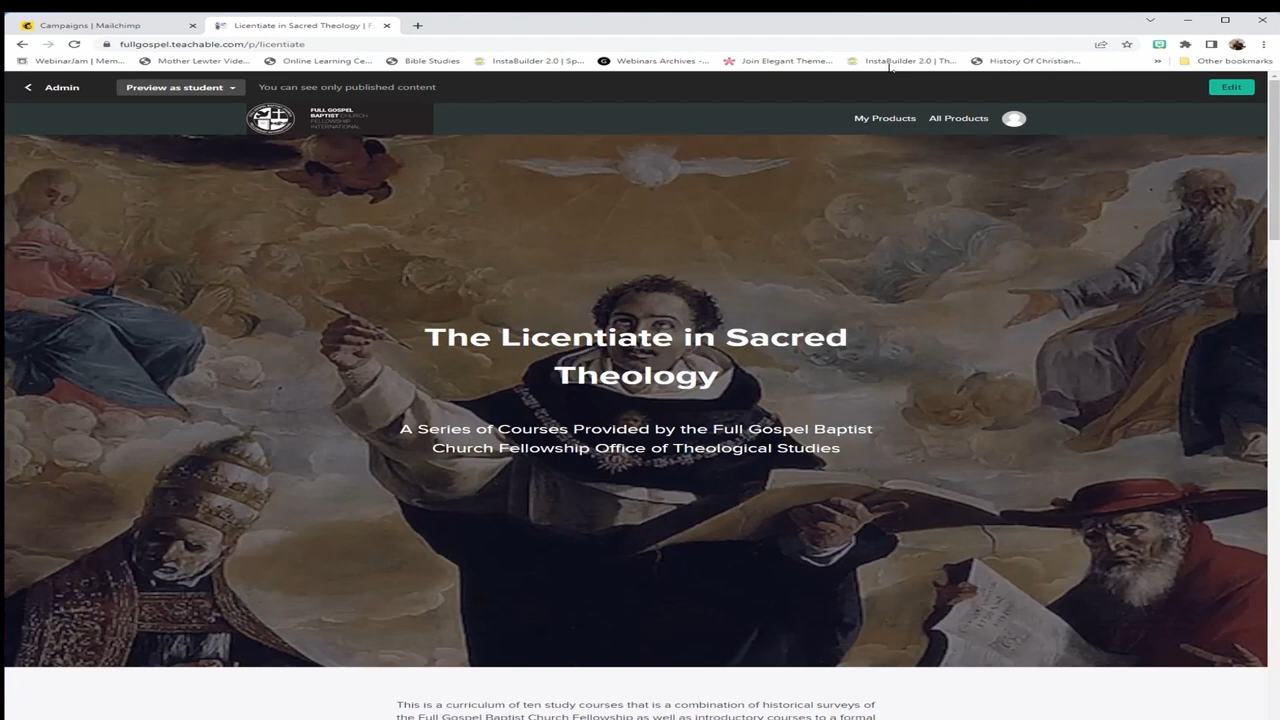 Campaigns | Mailchimp
Licentiate in Sacred Theology | F
fullgospel.teachable.com/p/licentiate
WebinarJam | Mem...
Mother Lewter Vide...
Online Learning Ce...
Bible Studies
InstaBuilder 2.0 | Sp...
Webinars Archives -...
Join Elegant Theme...
InstaBuilder 2.0 | Th...
History Of Christian...
»
Other bookmarks
Admin
Preview as student
You can see only published content
Edit
FULL GOSPEL
BAPTIST CHURCH
FELLOWSHIP
INTERNATIONAL
My Products
All Products
The Licentiate in Sacred
Theology
A Series of Courses Provided by the Full Gospel Baptist
Church Fellowship Office of Theological Studies
This is a curriculum of ten study courses that is a combination of historical surveys of
the Full Gospel Baptist Church Fellowship as well as introductory courses to a formal